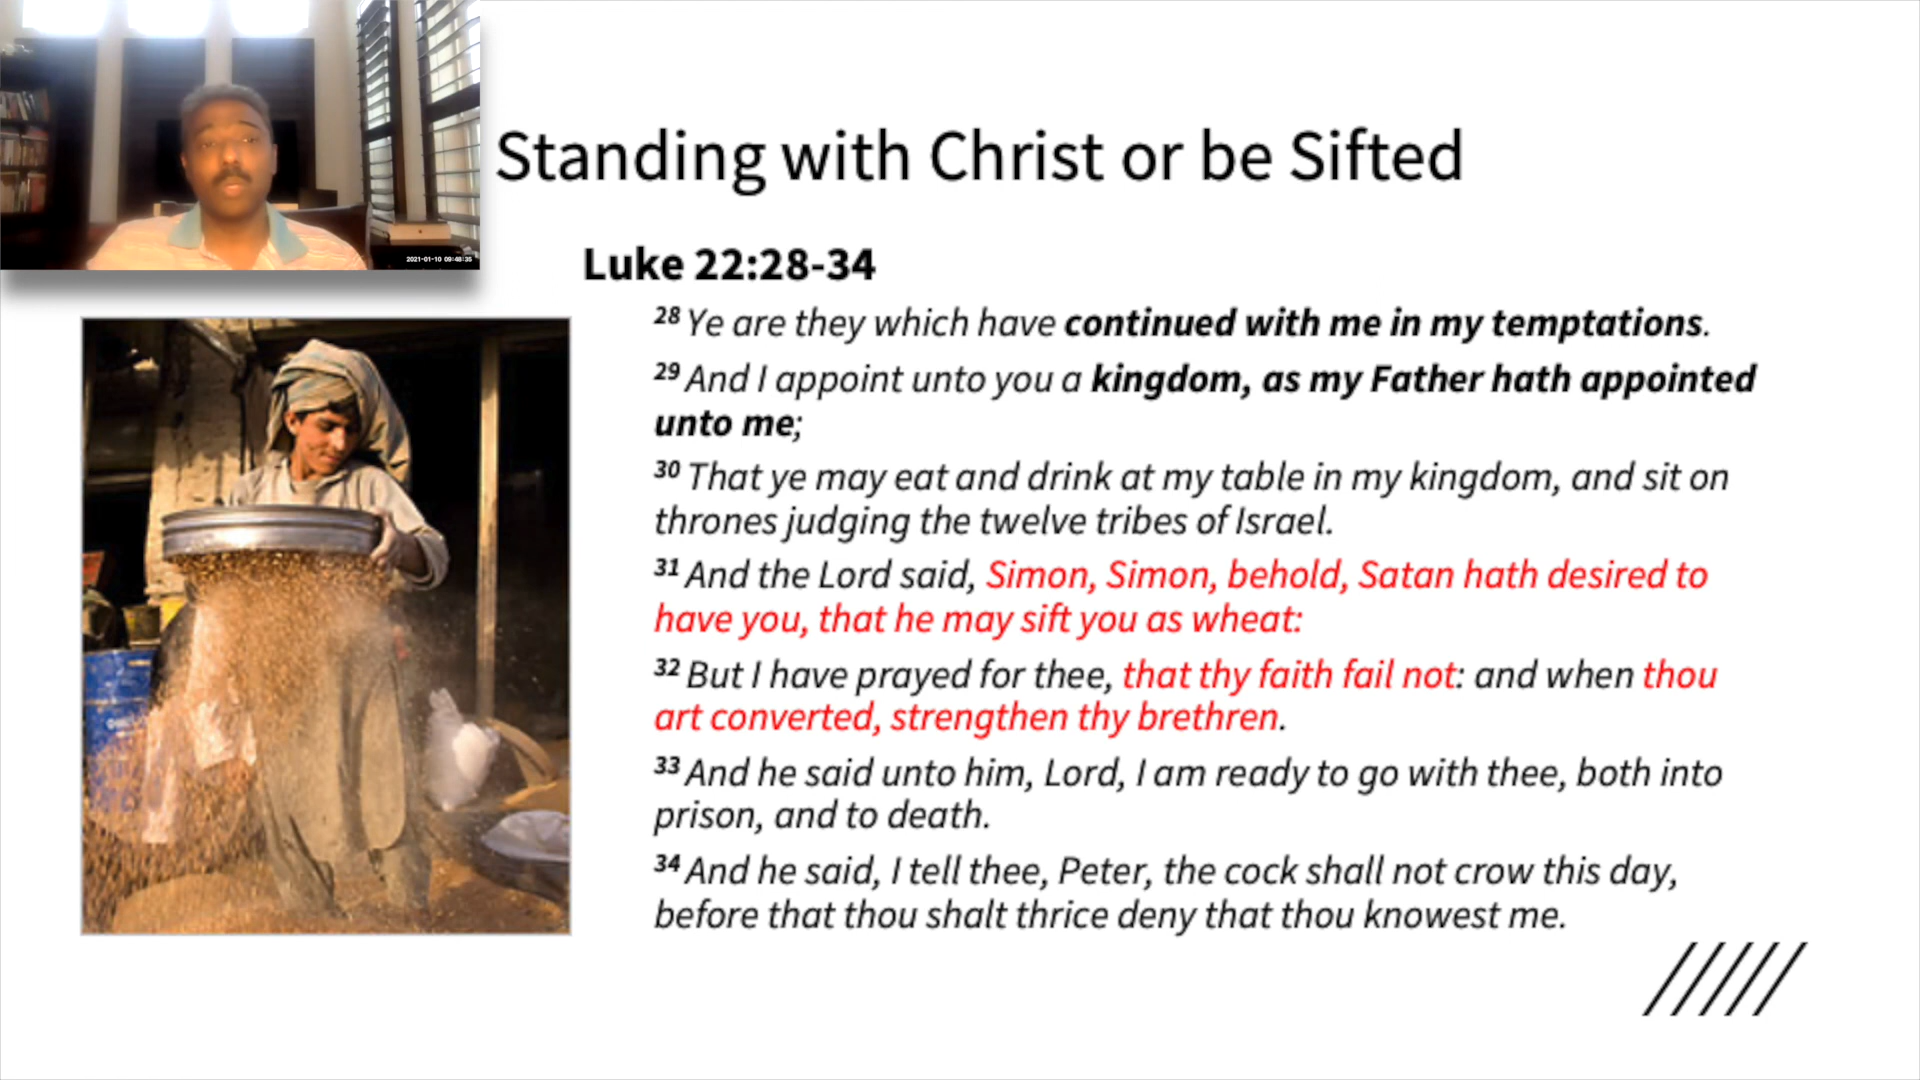 2021-01-10 09:48:35
Standing with Christ or be Sifted
Luke 22:28-34
28 Ye are they which have continued with me in my temptations.
29 And I appoint unto you a kingdom, as my Father hath appointed
unto me;
30 That ye may eat and drink at my table in my kingdom, and sit on
thrones judging the twelve tribes of Israel.
31 And the Lord said, Simon, Simon, behold, Satan hath desired to
have you, that he may sift you as wheat:
32 But I have prayed for thee, that thy faith fail not: and when thou
art converted, strengthen thy brethren.
33 And he said unto him, Lord, I am ready to go with thee, both into
prison, and to death.
34 And he said, I tell thee, Peter, the cock shall not crow this day,
before that thou shalt thrice deny that thou knowest me.